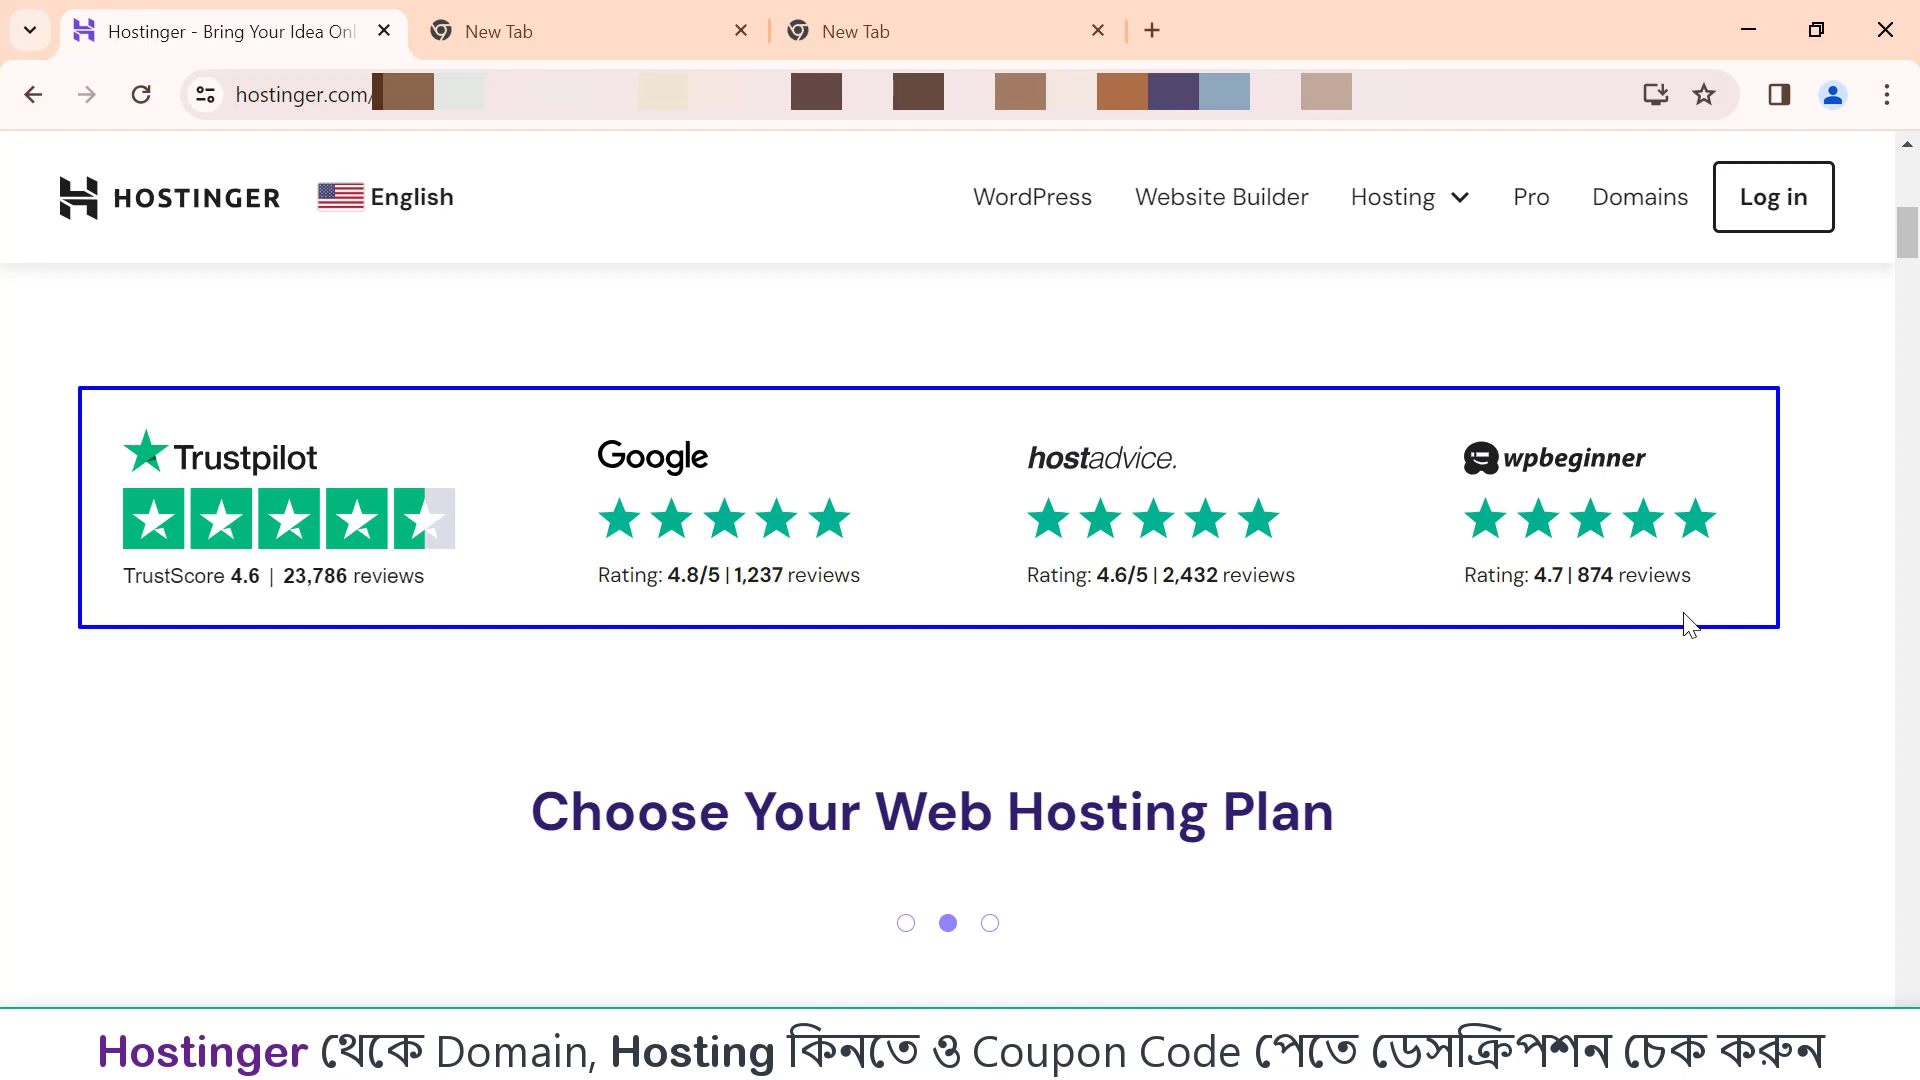 Hostinger - Bring Your Idea Onl
New Tab
New Tab
hostinger.com/
HOSTINGER
English
WordPress
Website Builder
Hosting
Pro
Domains
Log in
Trustpilot
TrustScore 4.6 | 23,786 reviews
Google
Rating: 4.8/5 | 1,237 reviews
hostadvice.
Rating: 4.6/5 | 2,432 reviews
wpbeginner
Rating: 4.7 | 874 reviews
Choose Your Web Hosting Plan
Hostinger থেকে Domain, Hosting কিনতে ও Coupon Code পেতে ডেসক্রিপশন চেক করুন